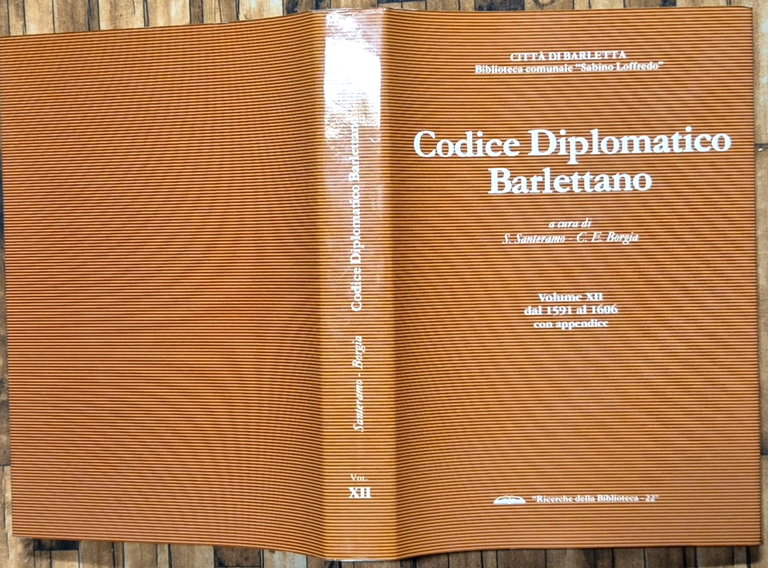 CITTÀ DI BARLETTA
Biblioteca comunale "Sabino Loffredo"
Codice Diplomatico
Barlettano
a cura di
S. Santeramo - C. E. Borgia
Volume XII
dal 1591 al 1606
con appendice
"Ricerche della Biblioteca - 22"
Santeramo - Borgia Codice Diplomatico Barlettano
VOL.
XII